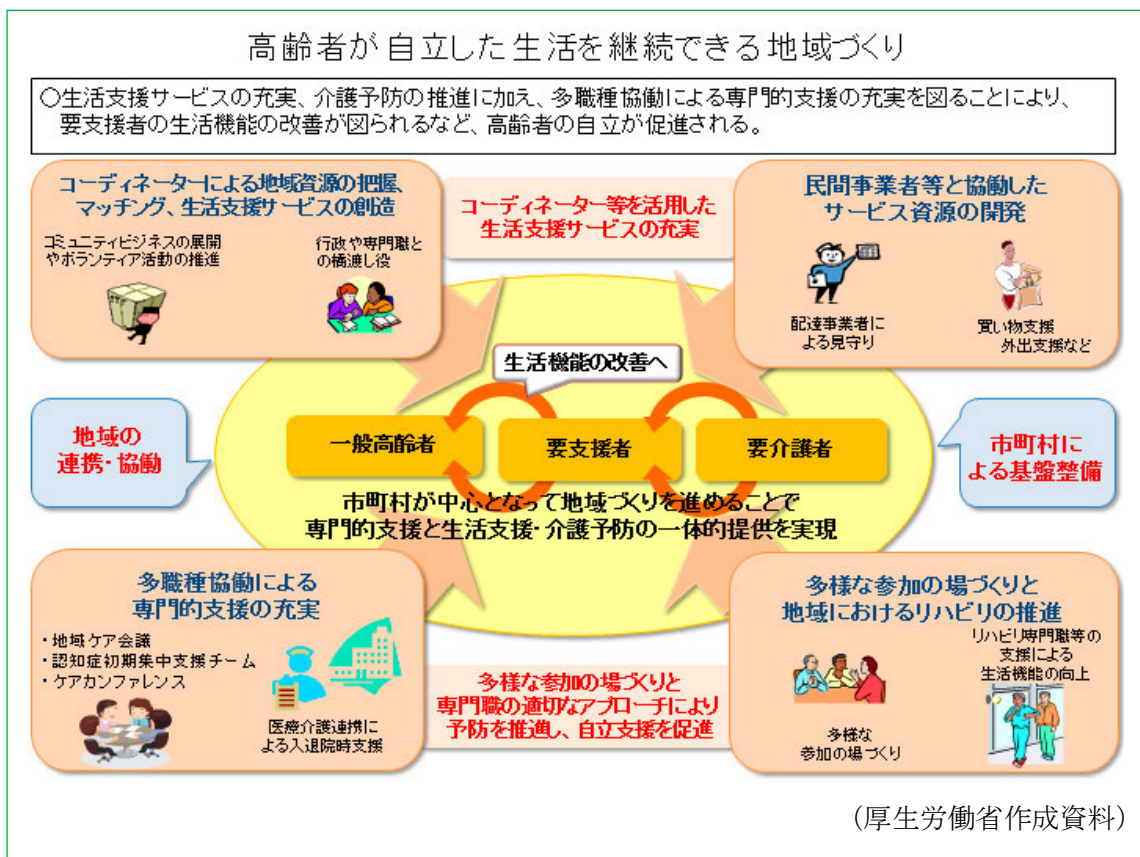 高齢者が自立した生活を継続できる地域づくり
○生活支援サービスの充実、介護予防の推進に加え、多職種協働による専門的支援の充実を図ることにより、
要支援者の生活機能の改善が図られるなど、高齢者の自立が促進される。
コーディネーターによる地域資源の把握、
マッチング、生活支援サービスの創造
コミュニティビジネスの展開
やボランティア活動の推進
行政や専門職と
の橋渡し役
コーディネーター等を活用した
生活支援サービスの充実
民間事業者等と協働した
サービス資源の開発
配達事業者に
よる見守り
買い物支援
外出支援など
生活機能の改善へ
地域の
連携・協働
一般高齢者
要支援者
要介護者
市町村に
よる基盤整備
市町村が中心となって地域づくりを進めることで
専門的支援と生活支援・介護予防の一体的提供を実現
多職種協働による
専門的支援の充実
・地域ケア会議
・認知症初期集中支援チーム
・ケアカンファレンス
医療介護連携に
よる入退院時支援
多様な参加の場づくりと
専門職の適切なアプローチにより
予防を推進し、自立支援を促進
多様な参加の場づくりと
地域におけるリハビリの推進
リハビリ専門職等の
支援による
生活機能の向上
多様な
参加の場づくり
(厚生労働省作成資料)